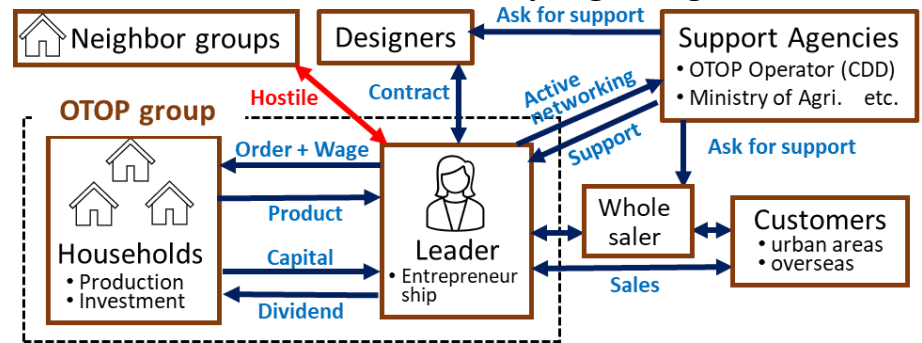 Ask for support
Neighbor groups
Designers
Support Agencies
• OTOP Operator (CDD)
• Ministry of Agri. etc.
Hostile
Contract
Active
networking
Support
OTOP group
Order + Wage
Ask for support
Product
Whole
saler
Customers
• urban areas
• overseas
Households
• Production
• Investment
Capital
Leader
• Entrepreneur
ship
Sales
Dividend